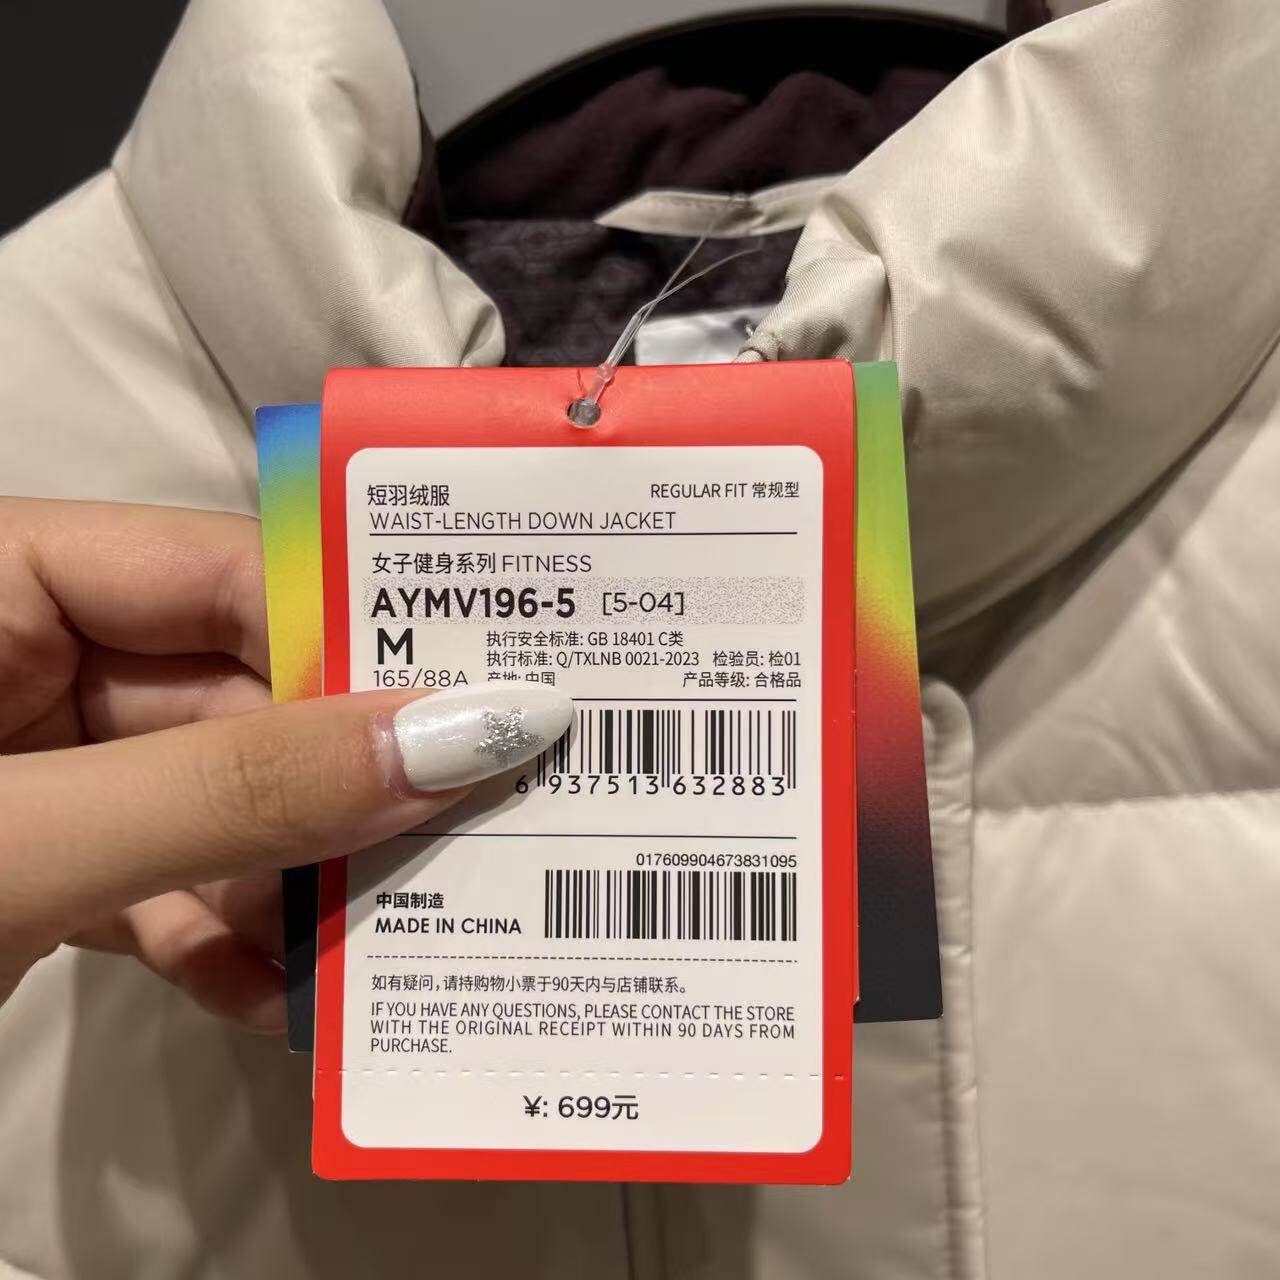 短羽绒服
REGULAR FIT 常规型
WAIST-LENGTH DOWN JACKET
女子健身系列 FITNESS
AYMV196-5 [5-04]
M
165/88A
执行安全标准: GB 18401 C类
执行标准: Q/TXLNB 0021-2023 检验员: 检01
产地: 中国 产品等级: 合格品
6 937513 632883
017609904673831095
中国制造
MADE IN CHINA
如有疑问，请持购物小票于90天内与店铺联系。
IF YOU HAVE ANY QUESTIONS, PLEASE CONTACT THE STORE
WITH THE ORIGINAL RECEIPT WITHIN 90 DAYS FROM
PURCHASE.
¥: 699元